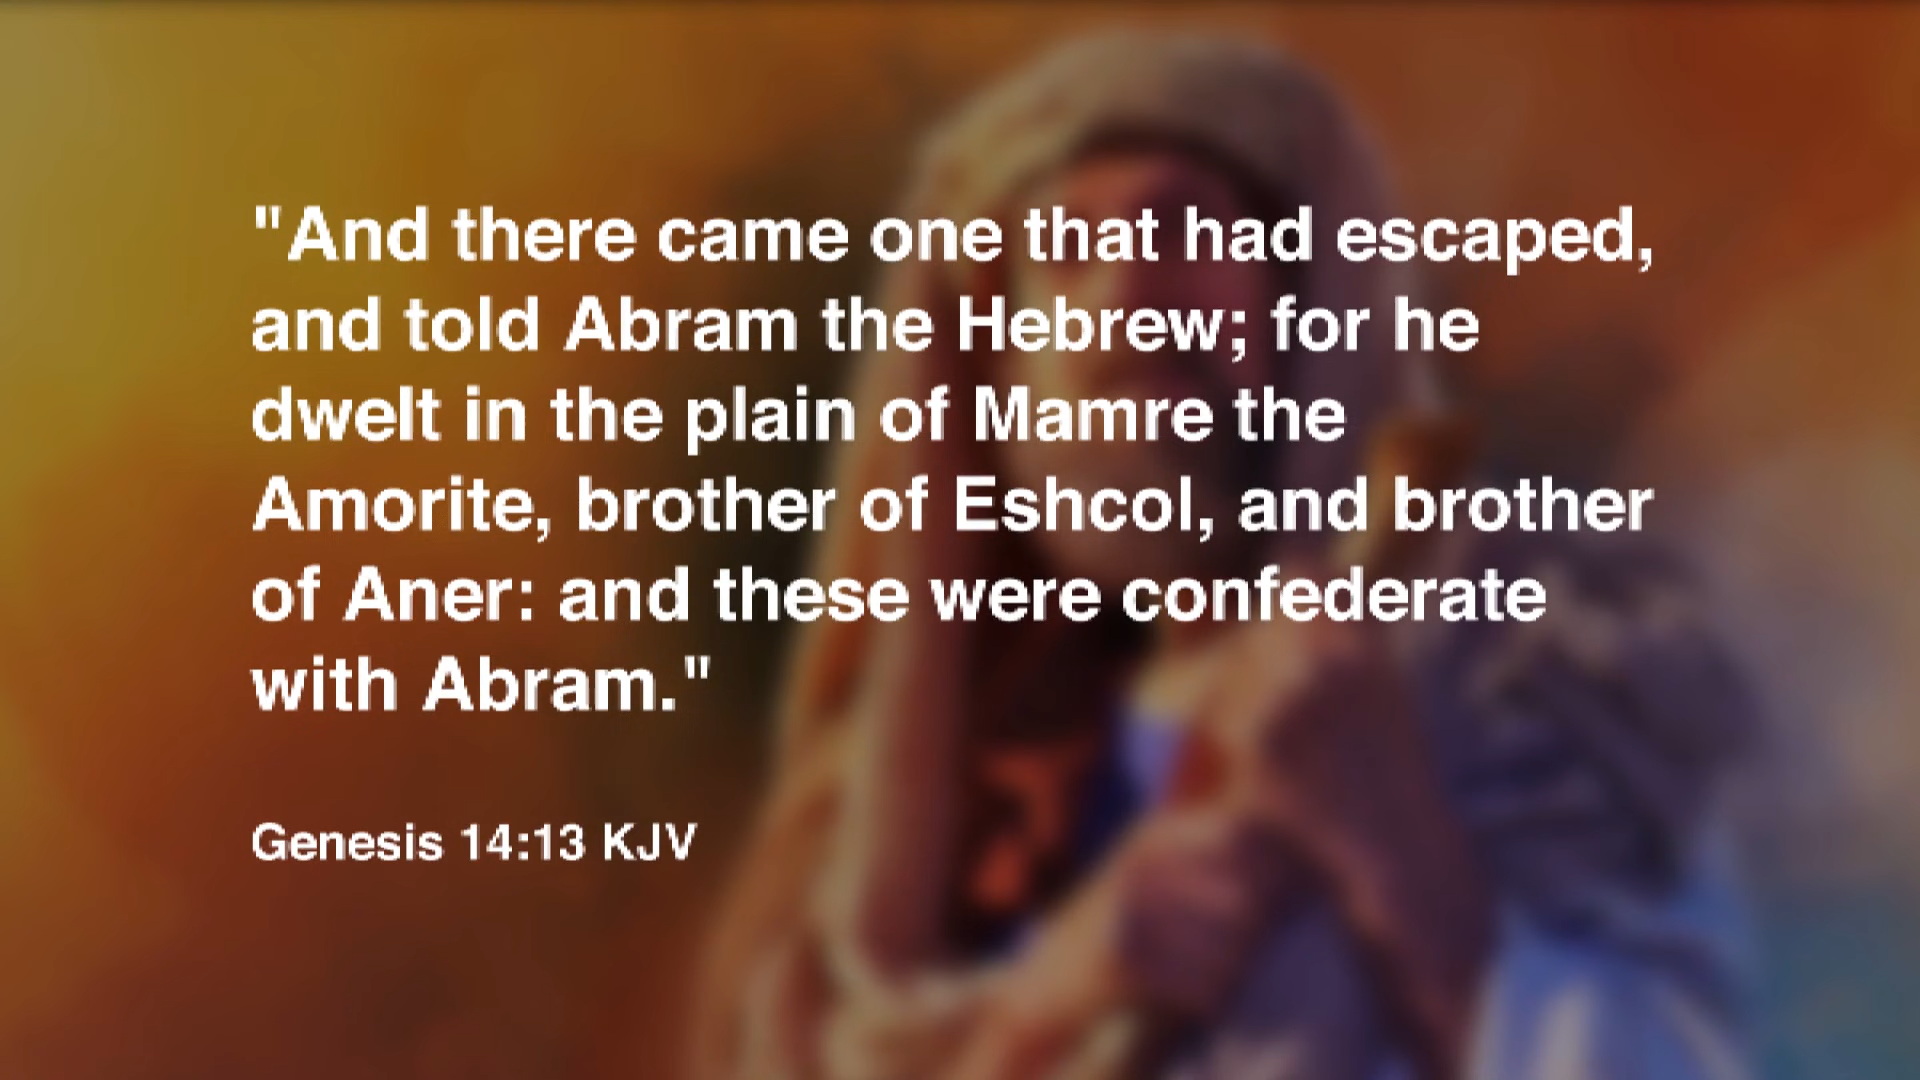 "And there came one that had escaped,
and told Abram the Hebrew; for he
dwelt in the plain of Mamre the
Amorite, brother of Eshcol, and brother
of Aner: and these were confederate
with Abram."
Genesis 14:13 KJV